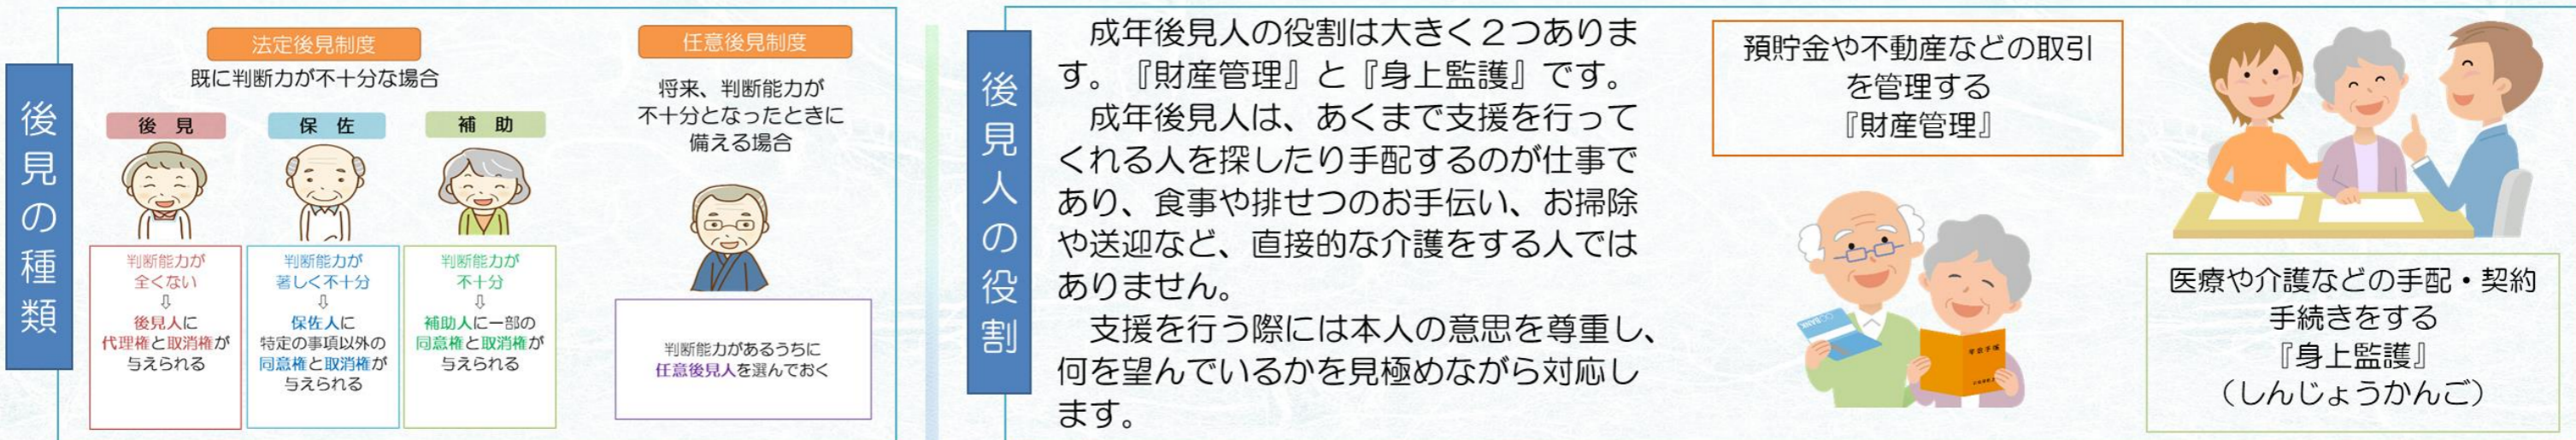 後見の種類
法定後見制度
既に判断力が不十分な場合
後 見
判断能力が
全くない
⇩
後見人に
代理権と取消権が
与えられる
保 佐
判断能力が
著しく不十分
⇩
保佐人に
特定の事項以外の
同意権と取消権が
与えられる
補 助
判断能力が
不十分
⇩
補助人に一部の
同意権と取消権が
与えられる
任意後見制度
将来、判断能力が
不十分となったときに
備える場合
判断能力があるうちに
任意後見人を選んでおく
後見人の役割
成年後見人の役割は大きく２つありま
す。『財産管理』と『身上監護』です。
成年後見人は、あくまで支援を行って
くれる人を探したり手配するのが仕事で
あり、食事や排せつのお手伝い、お掃除
や送迎など、直接的な介護をする人では
ありません。
支援を行う際には本人の意思を尊重し、
何を望んでいるかを見極めながら対応し
ます。
預貯金や不動産などの取引
を管理する
『財産管理』
BANK
年金手帳
医療や介護などの手配・契約
手続きをする
『身上監護』
（しんじょうかんご）